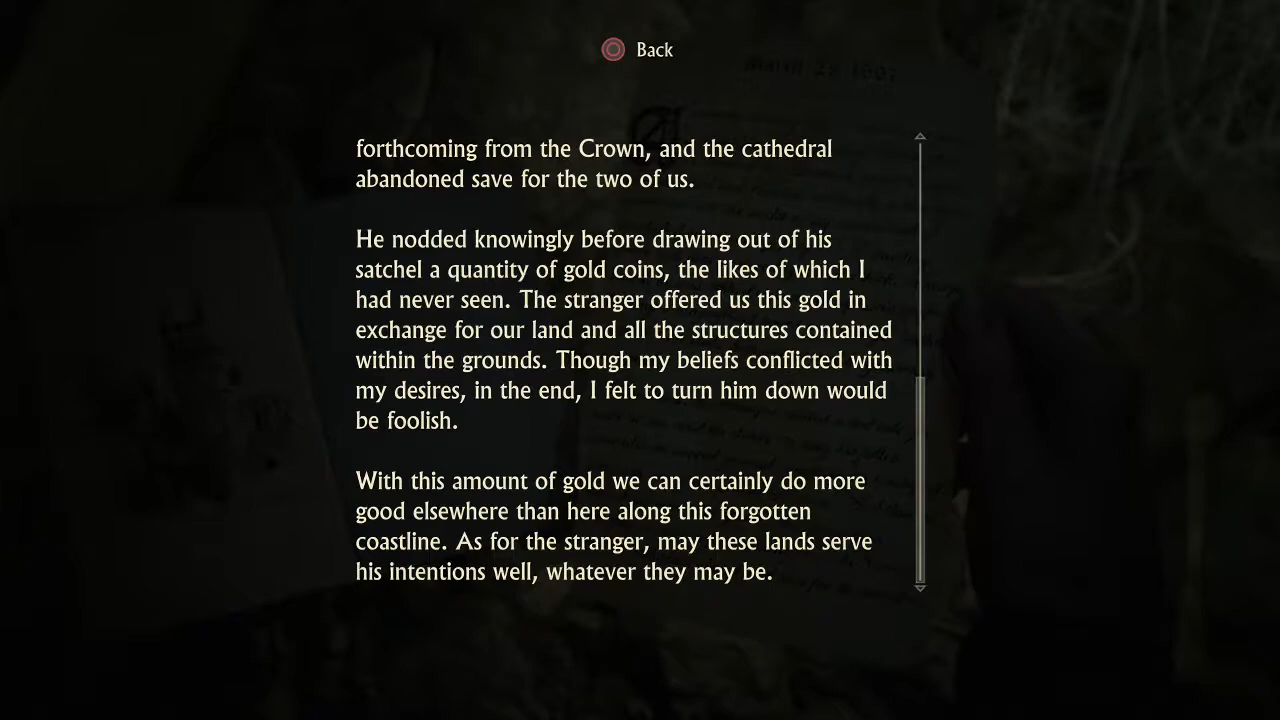 Back
forthcoming from the Crown, and the cathedral
abandoned save for the two of us.
He nodded knowingly before drawing out of his
satchel a quantity of gold coins, the likes of which I
had never seen. The stranger offered us this gold in
exchange for our land and all the structures contained
within the grounds. Though my beliefs conflicted with
my desires, in the end, I felt to turn him down would
be foolish.
With this amount of gold we can certainly do more
good elsewhere than here along this forgotten
coastline. As for the stranger, may these lands serve
his intentions well, whatever they may be.